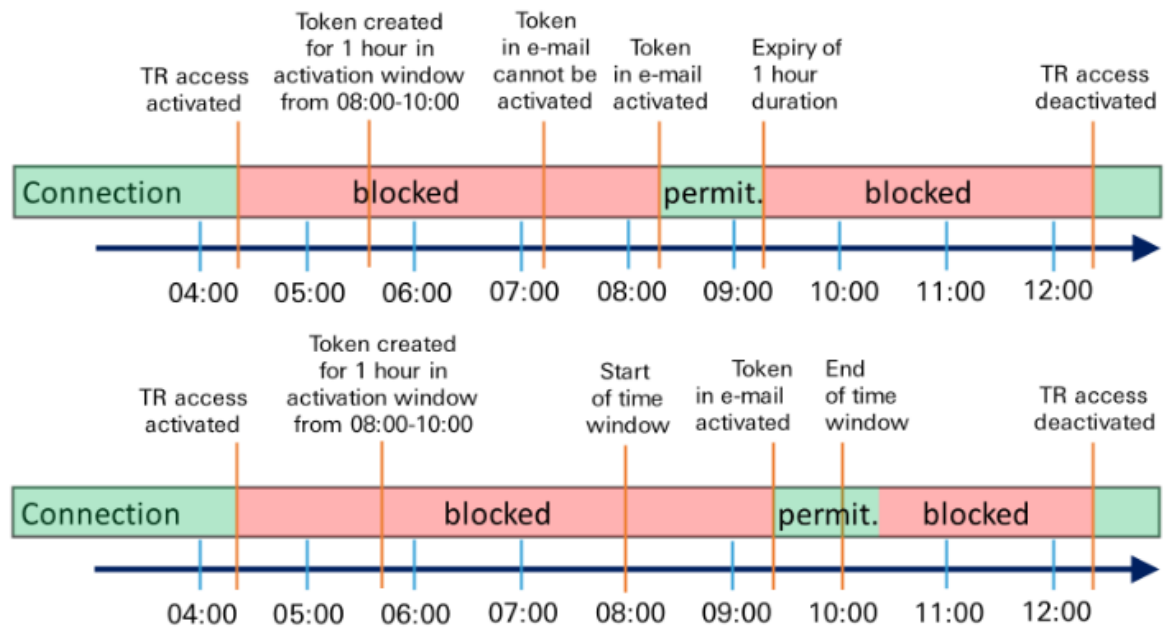 TR access
activated
Token created
for 1 hour in
activation window
from 08:00-10:00
Token
in e-mail
cannot be
activated
Token
in e-mail
activated
Expiry of
1 hour
duration
TR access
deactivated
Connection
blocked
permit.
blocked
04:00
05:00
06:00
07:00
08:00
09:00
10:00
11:00
12:00
TR access
activated
Token created
for 1 hour in
activation window
from 08:00-10:00
Start
of time
window
Token
in e-mail
activated
End
of time
window
TR access
deactivated
Connection
blocked
permit.
blocked
04:00
05:00
06:00
07:00
08:00
09:00
10:00
11:00
12:00